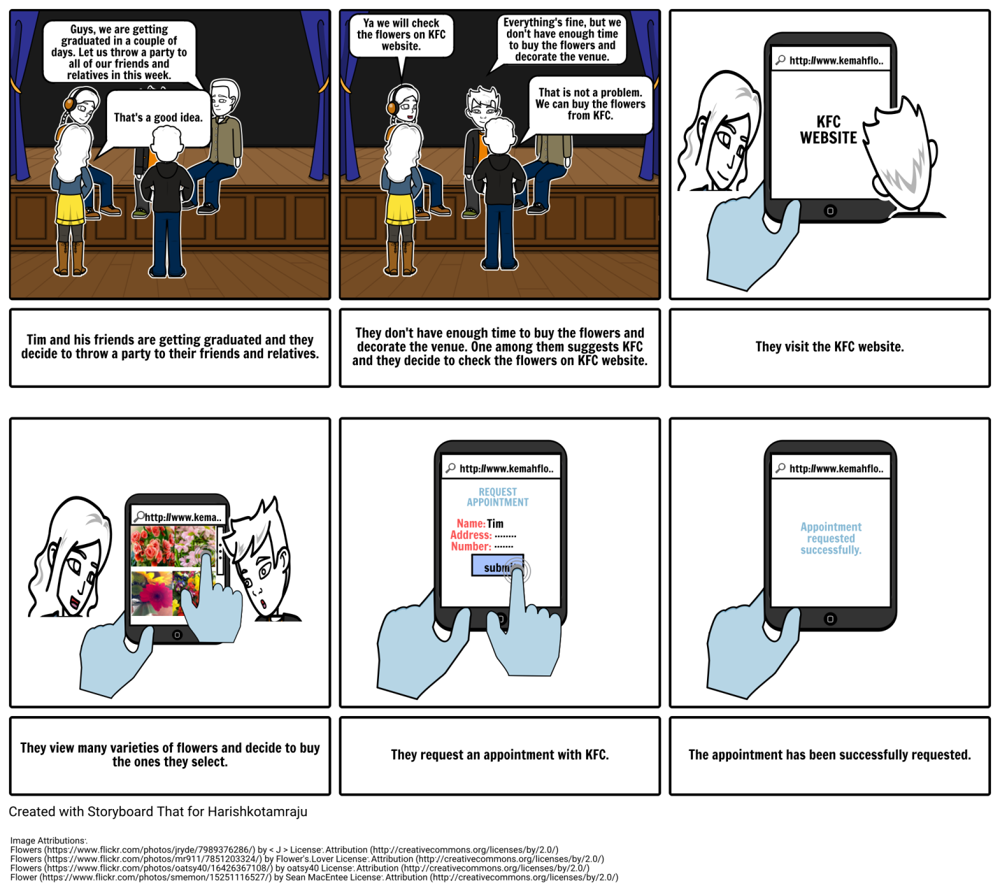 Guys, we are getting
graduated in a couple of
days. Let us throw a party to
all of our friends and
relatives in this week.
That's a good idea.
Ya we will check
the flowers on KFC
website.
Everything's fine, but we
don't have enough time
to buy the flowers and
decorate the venue.
That is not a problem.
We can buy the flowers
from KFC.
http://www.kemahflo..
KFC
WEBSITE
Tim and his friends are getting graduated and they
decide to throw a party to their friends and relatives.
They don't have enough time to buy the flowers and
decorate the venue. One among them suggests KFC
and they decide to check the flowers on KFC website.
They visit the KFC website.
http://www.kema..
http://www.kemahflo..
REQUEST
APPOINTMENT
Name: Tim
Address: --------
Number: -------
submi
http://www.kemahflo..
Appointment
requested
successfully.
They view many varieties of flowers and decide to buy
the ones they select.
They request an appointment with KFC.
The appointment has been successfully requested.
Created with Storyboard That for Harishkotamraju
Image Attributions:.
Flowers (https://www.flickr.com/photos/jryde/7989376286/) by < J > License:. Attribution (http://creativecommons.org/licenses/by/2.0/)
Flowers (https://www.flickr.com/photos/mr911/7851203324/) by Flower's.Lover License:. Attribution (http://creativecommons.org/licenses/by/2.0/)
Flowers (https://www.flickr.com/photos/oatsy40/16426367108/) by oatsy40 License:. Attribution (http://creativecommons.org/licenses/by/2.0/)
Flower (https://www.flickr.com/photos/smemon/15251116527/) by Sean MacEntee License:. Attribution (http://creativecommons.org/licenses/by/2.0/)